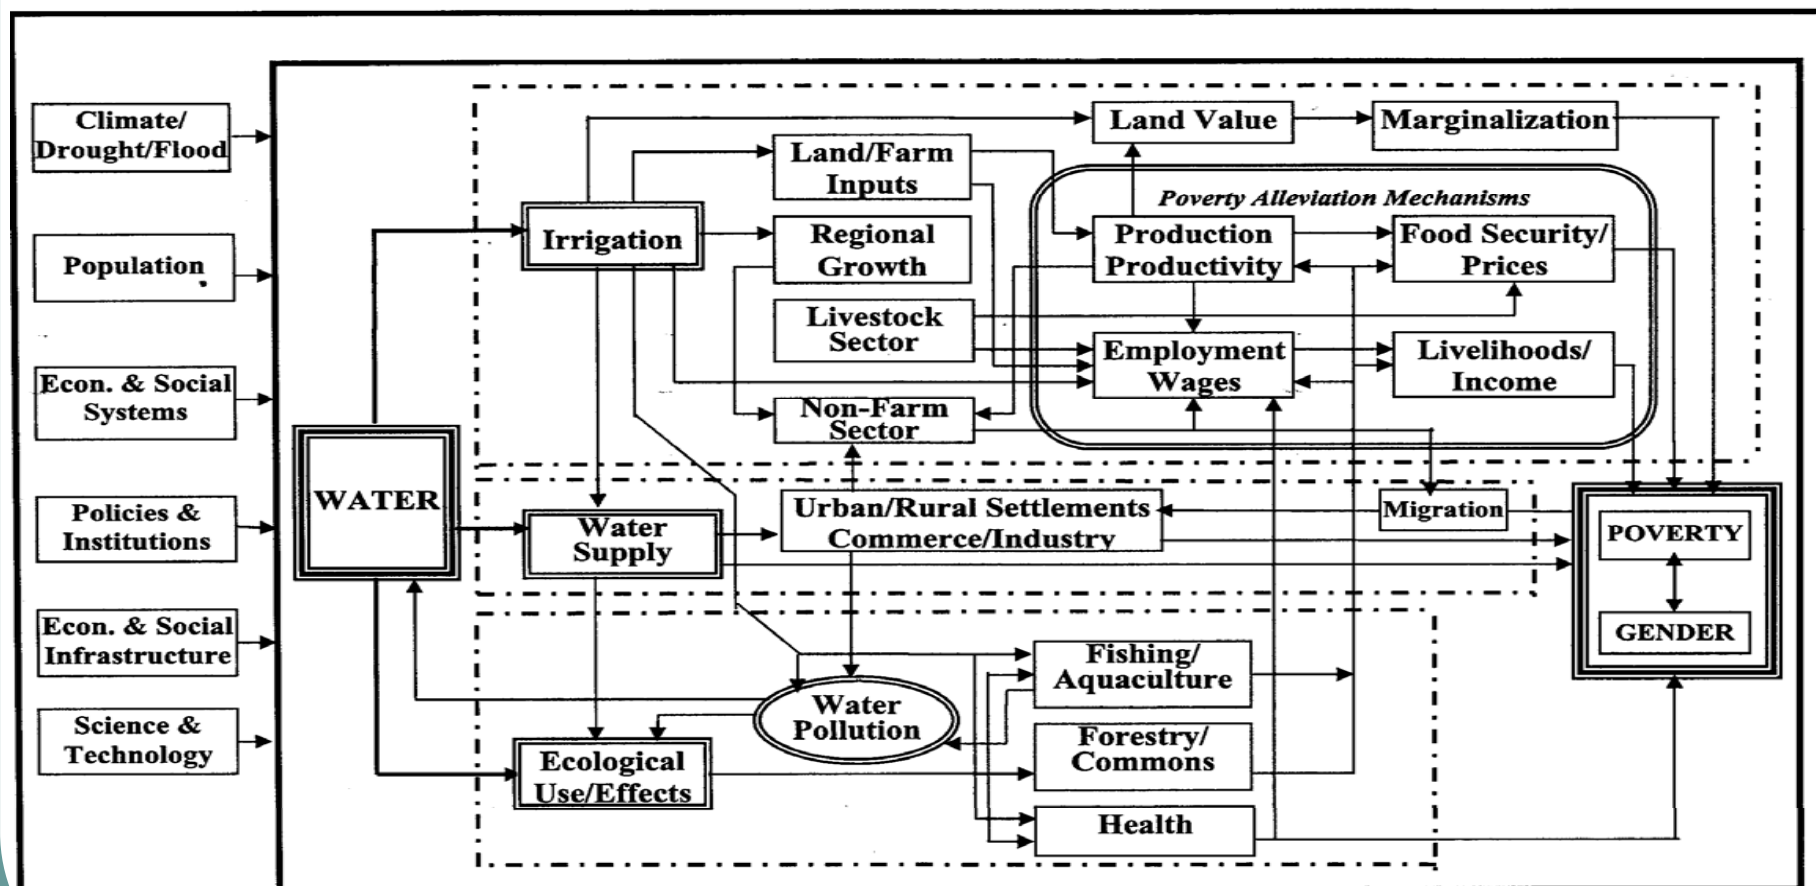 Climate/
Drought/Flood
Population
Econ. & Social
Systems
Policies &
Institutions
Econ. & Social
Infrastructure
Science &
Technology
WATER
Irrigation
Water
Supply
Ecological
Use/Effects
Land/Farm
Inputs
Regional
Growth
Livestock
Sector
Non-Farm
Sector
Land Value
Marginalization
Poverty Alleviation Mechanisms
Production
Productivity
Food Security/
Prices
Employment
Wages
Livelihoods/
Income
Urban/Rural Settlements
Commerce/Industry
Migration
Water
Pollution
Fishing/
Aquaculture
Forestry/
Commons
Health
POVERTY
GENDER